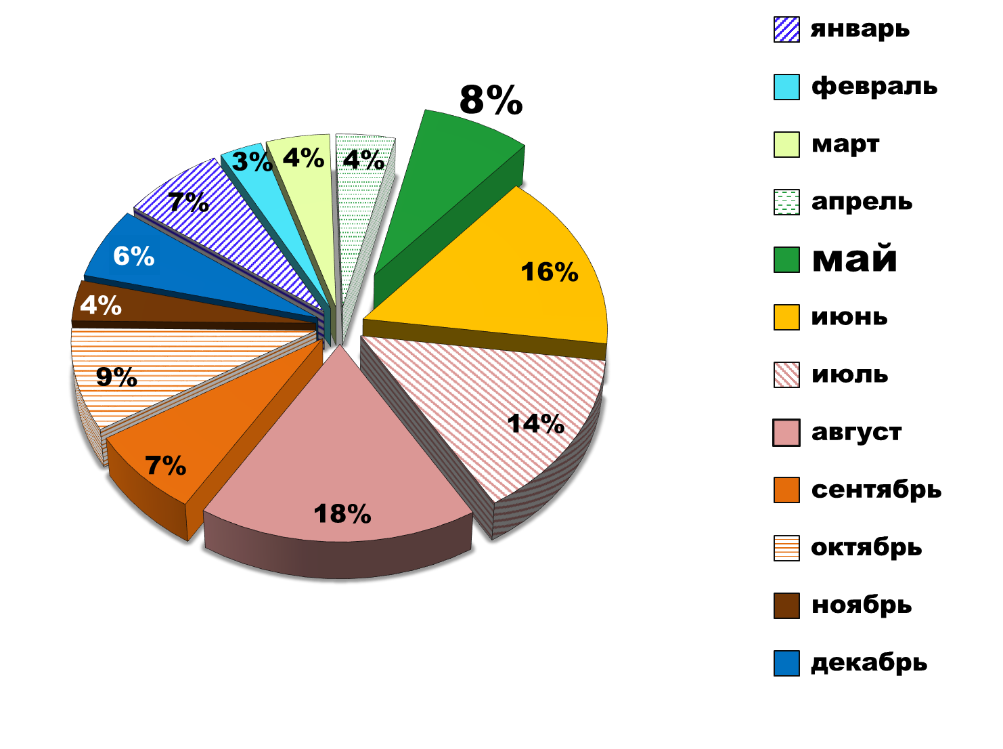 8%
3%
4%
4%
7%
6%
16%
4%
9%
14%
7%
18%
январь
февраль
март
апрель
май
июнь
июль
август
сентябрь
октябрь
ноябрь
декабрь